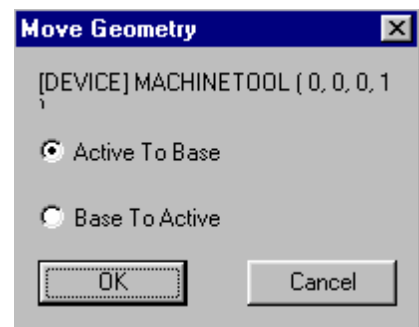 Move Geometry
[DEVICE] MACHINETOOL ( 0, 0, 0, 1
)
Active To Base
Base To Active
OK
Cancel